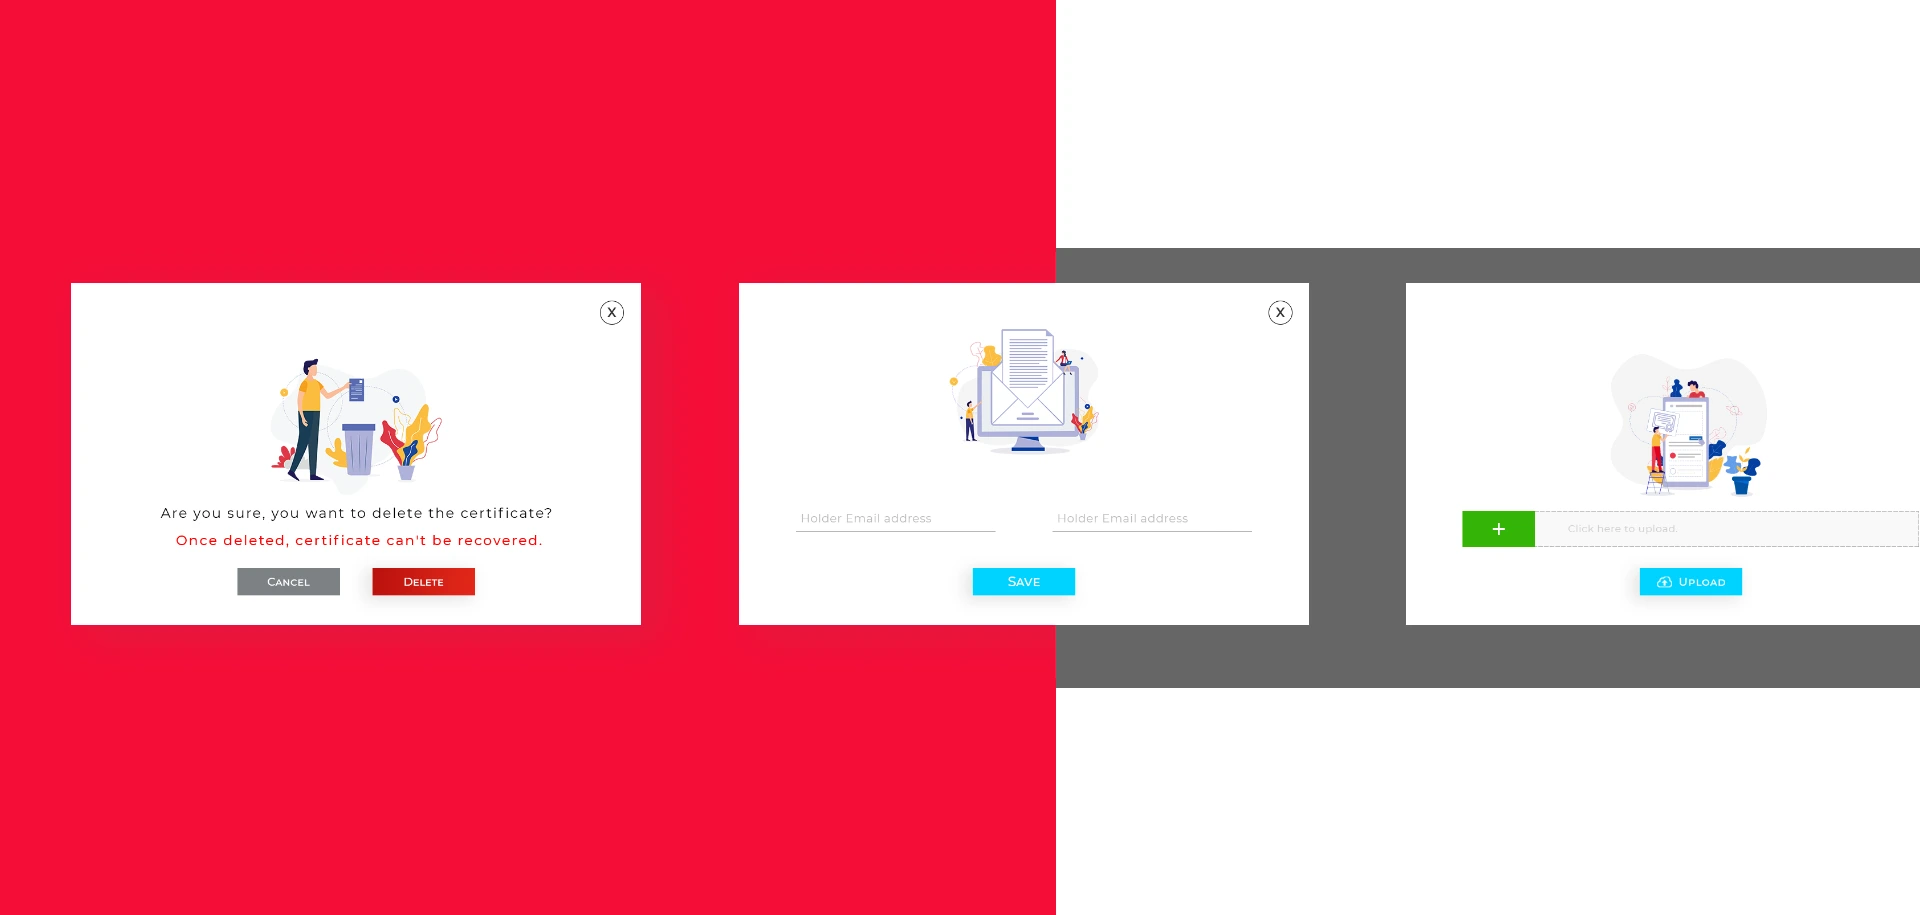 X
Are you sure, you want to delete the certificate?
Once deleted, certificate can't be recovered.
Cancel
Delete
X
Holder Email address
Holder Email address
Save
+
Click here to upload.
Upload